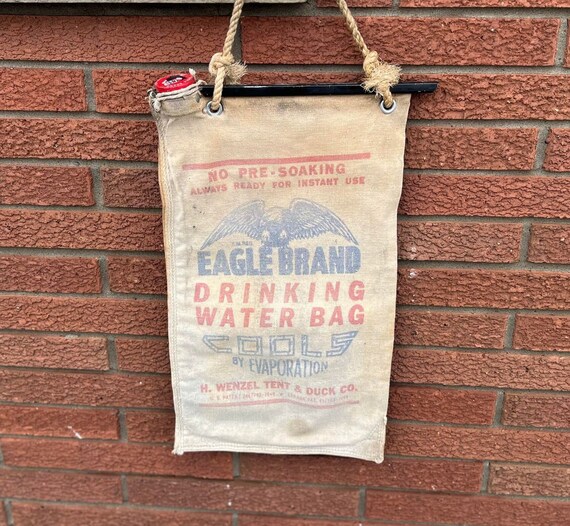 NO PRE-SOAKING
ALWAYS READY FOR INSTANT USE
EAGLE BRAND
DRINKING
WATER BAG
COOLS
BY EVAPORATION
H. WENZEL TENT & DUCK CO.